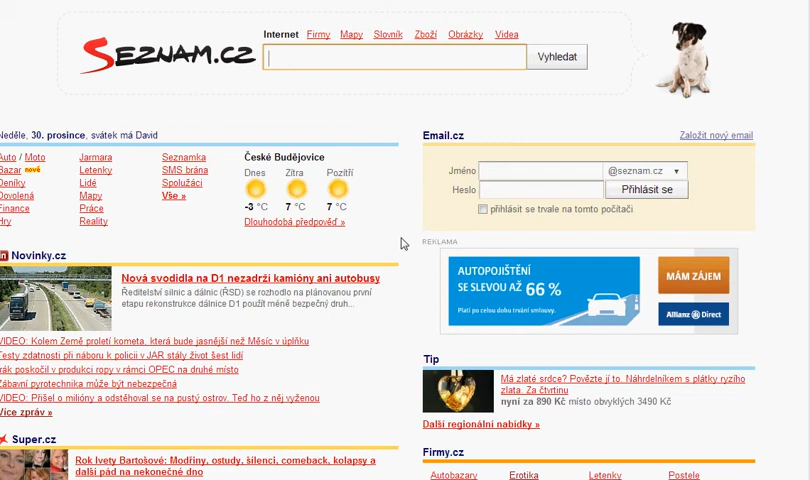 Internet Firmy Mapy Slovník Zboží Obrázky Videa
SEZNAM.CZ
Vyhledat
Neděle, 30. prosince, svátek má David
Auto / Moto Jarmara Seznamka
Bazar nově Letenky SMS brána
Deníky Lidé Spolužáci
Dovolená Mapy Vše »
Finance Práce
Hry Reality
České Budějovice
Dnes Zítra Pozítří
-3 °C 7 °C 7 °C
Dlouhodobá předpověď »
Email.cz Založit nový email
Jméno @seznam.cz
Heslo Přihlásit se
přihlásit se trvale na tomto počítači
REKLAMA
AUTOPOJIŠTĚNÍ
SE SLEVOU AŽ 66 %
Platí po celou dobu trvání smlouvy.
MÁM ZÁJEM
Allianz Direct
Novinky.cz
Nová svodidla na D1 nezadrží kamióny ani autobusy
Ředitelství silnic a dálnic (ŘSD) se rozhodlo na plánovanou první
etapu rekonstrukce dálnice D1 použít méně bezpečný druh...
VIDEO: Kolem Země proletí kometa, která bude jasnější než Měsíc v úplňku
Testy zdatnosti při náboru k policii v JAR stály život šest lidí
Irák poskočil v produkci ropy v rámci OPEC na druhé místo
Zábavní pyrotechnika může být nebezpečná
VIDEO: Přišel o milióny a odstěhoval se na pustý ostrov. Teď ho z něj vyženou
Více zpráv »
Tip
Má zlaté srdce? Povězte jí to. Náhrdelníkem s plátky ryzího
zlata. Za čtvrtinu
nyní za 890 Kč místo obvyklých 3490 Kč
Další regionální nabídky »
Super.cz
Rok Ivety Bartošové: Modřiny, ostudy, šílenci, comeback, kolapsy a
další pád na nekonečné dno
Firmy.cz
Autobazary Erotika Letenky Postele